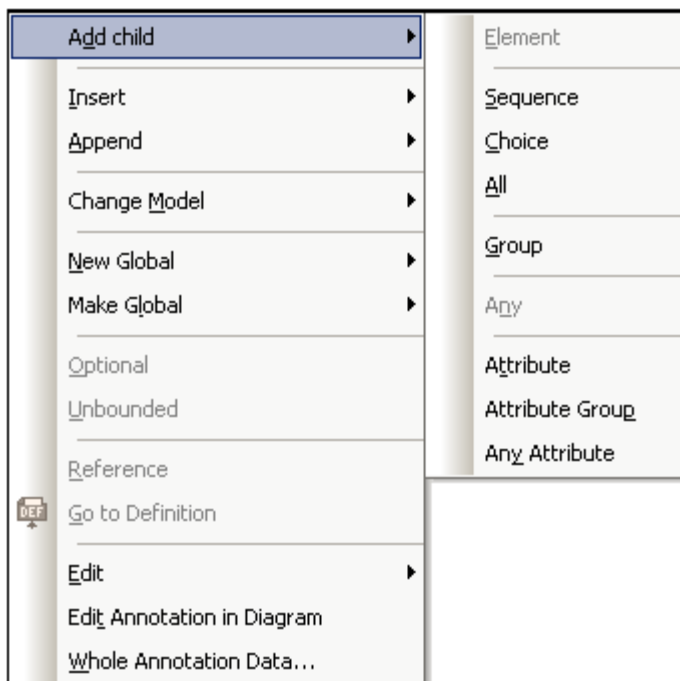 Add child
Insert
Append
Change Model
New Global
Make Global
Optional
Unbounded
Reference
DEF
Go to Definition
Edit
Edit Annotation in Diagram
Whole Annotation Data...
Element
Sequence
Choice
All
Group
Any
Attribute
Attribute Group
Any Attribute